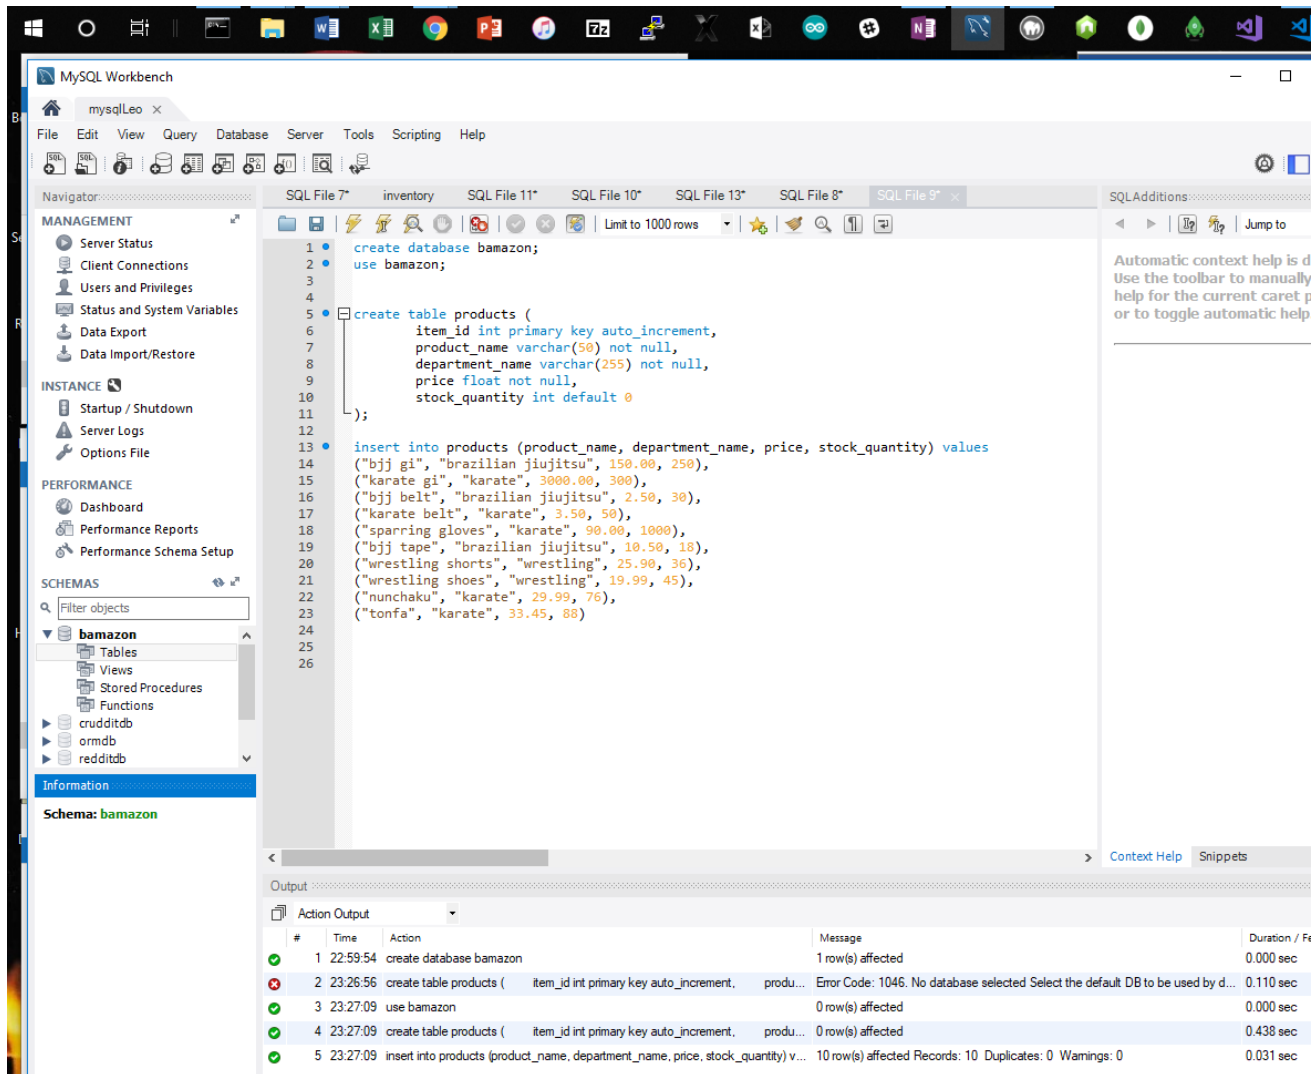 MySQL Workbench
mysqlLeo
File Edit View Query Database Server Tools Scripting Help
Navigator
MANAGEMENT
Server Status
Client Connections
Users and Privileges
Status and System Variables
Data Export
Data Import/Restore
INSTANCE
Startup / Shutdown
Server Logs
Options File
PERFORMANCE
Dashboard
Performance Reports
Performance Schema Setup
SCHEMAS
Filter objects
bamazon
Tables
Views
Stored Procedures
Functions
crudditdb
ormdb
redditdb
Information
Schema: bamazon
SQL File 7* inventory SQL File 11* SQL File 10* SQL File 13* SQL File 8* SQL File 9*
Limit to 1000 rows
1 create database bamazon;
2 use bamazon;
3
4
5 create table products (
6 item_id int primary key auto_increment,
7 product_name varchar(50) not null,
8 department_name varchar(255) not null,
9 price float not null,
10 stock_quantity int default 0
11 );
12
13 insert into products (product_name, department_name, price, stock_quantity) values
14 ("bjj gi", "brazilian jiujitsu", 150.00, 250),
15 ("karate gi", "karate", 3000.00, 300),
16 ("bjj belt", "brazilian jiujitsu", 2.50, 30),
17 ("karate belt", "karate", 3.50, 50),
18 ("sparring gloves", "karate", 90.00, 1000),
19 ("bjj tape", "brazilian jiujitsu", 10.50, 18),
20 ("wrestling shorts", "wrestling", 25.90, 36),
21 ("wrestling shoes", "wrestling", 19.99, 45),
22 ("nunchaku", "karate", 29.99, 76),
23 ("tonfa", "karate", 33.45, 88)
24
25
26
SQLAdditions
Jump to
Automatic context help is d
Use the toolbar to manually
help for the current caret p
or to toggle automatic help
Context Help Snippets
Output
Action Output
# Time Action Message Duration / Fe
1 22:59:54 create database bamazon 1 row(s) affected 0.000 sec
2 23:26:56 create table products ( item_id int primary key auto_increment, produ... Error Code: 1046. No database selected Select the default DB to be used by d... 0.110 sec
3 23:27:09 use bamazon 0 row(s) affected 0.000 sec
4 23:27:09 create table products ( item_id int primary key auto_increment, produ... 0 row(s) affected 0.438 sec
5 23:27:09 insert into products (product_name, department_name, price, stock_quantity) v... 10 row(s) affected Records: 10 Duplicates: 0 Warnings: 0 0.031 sec